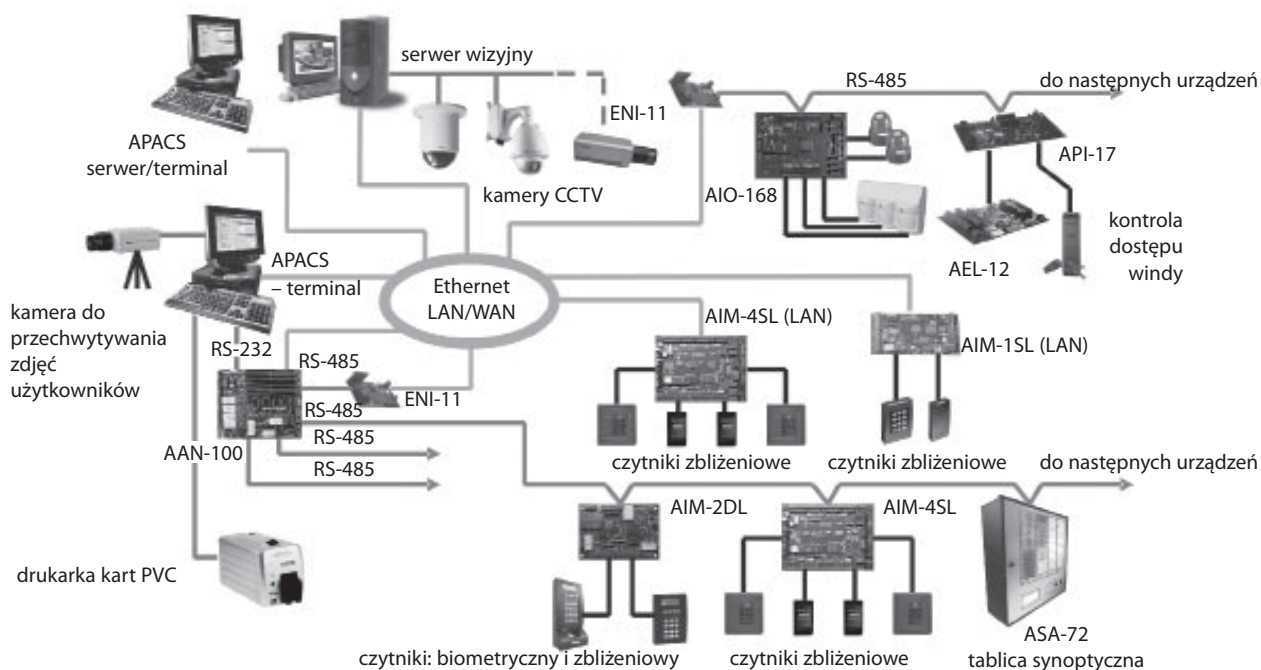 serwer wizyjny
RS-485
do następnych urządzeń
ENI-11
APACS
serwer/terminal
API-17
kamery CCTV
AIO-168
kontrola
dostępu
windy
AEL-12
APACS
– terminal
Ethernet
LAN/WAN
kamera do
przechwytywania
zdjęć
użytkowników
AIM-4SL (LAN)
AIM-1SL (LAN)
RS-232
RS-485
ENI-11
RS-485
RS-485
AAN-100
RS-485
czytniki zbliżeniowe
czytniki zbliżeniowe
do następnych urządzeń
AIM-2DL
AIM-4SL
drukarka kart PVC
ASA-72
tablica synoptyczna
czytniki: biometryczny i zbliżeniowy
czytniki zbliżeniowe